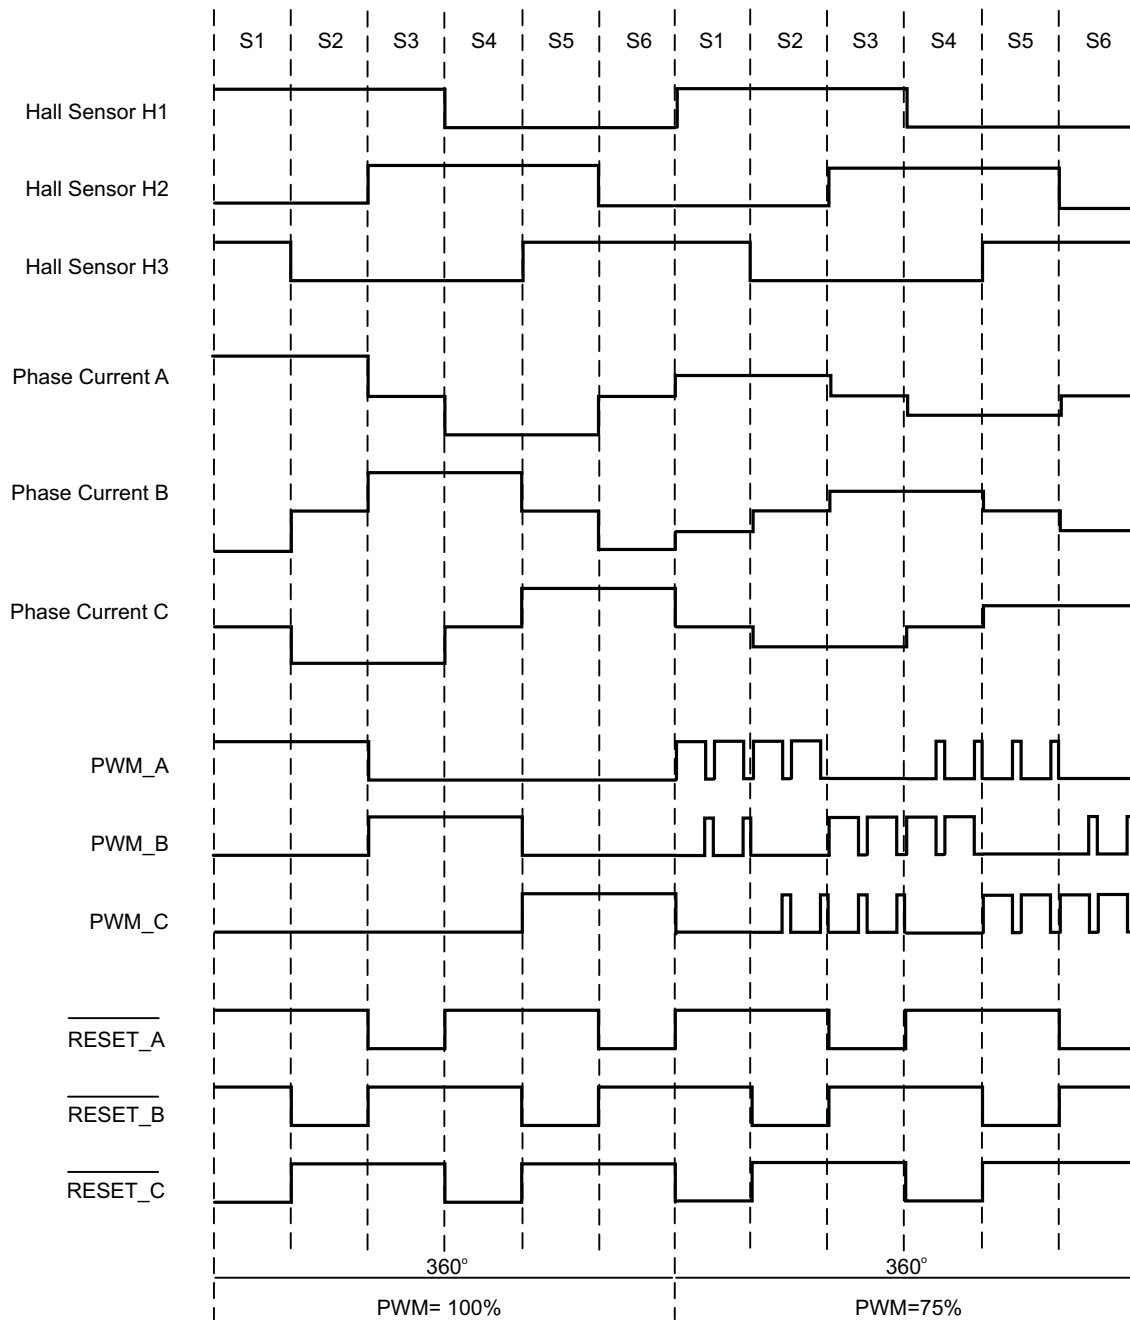 S1 S2 S3 S4 S5 S6 S1 S2 S3 S4 S5 S6
Hall Sensor H1
Hall Sensor H2
Hall Sensor H3
Phase Current A
Phase Current B
Phase Current C
PWM_A
PWM_B
PWM_C
RESET_A
RESET_B
RESET_C
360° 360°
PWM= 100% PWM=75%